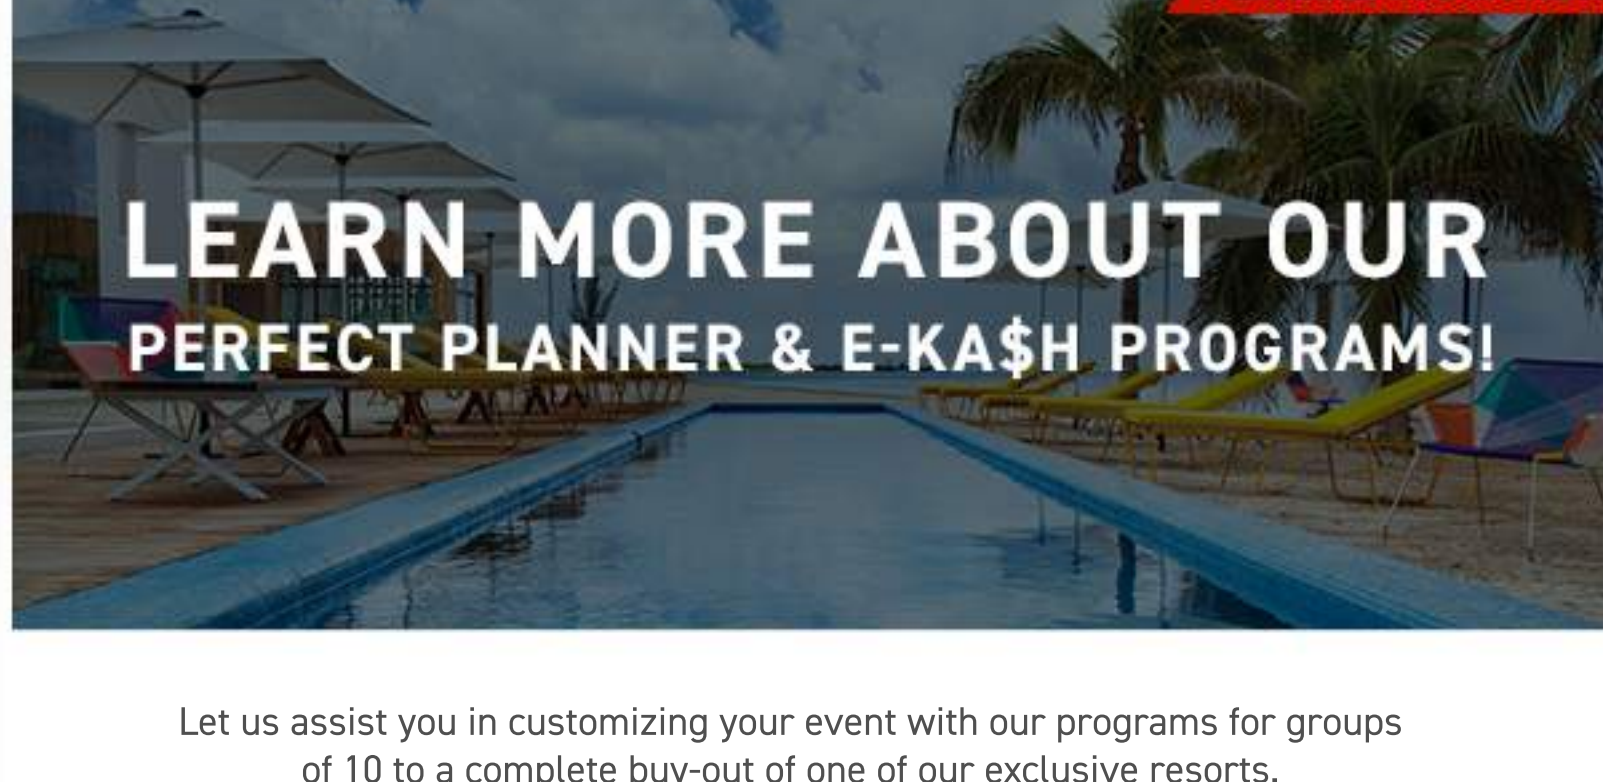 LEARN MORE ABOUT OUR
PERFECT PLANNER & E-KA$H PROGRAMS!
Let us assist you in customizing your event with our programs for groups
of 10 to a complete buy-out of one of our exclusive resorts.